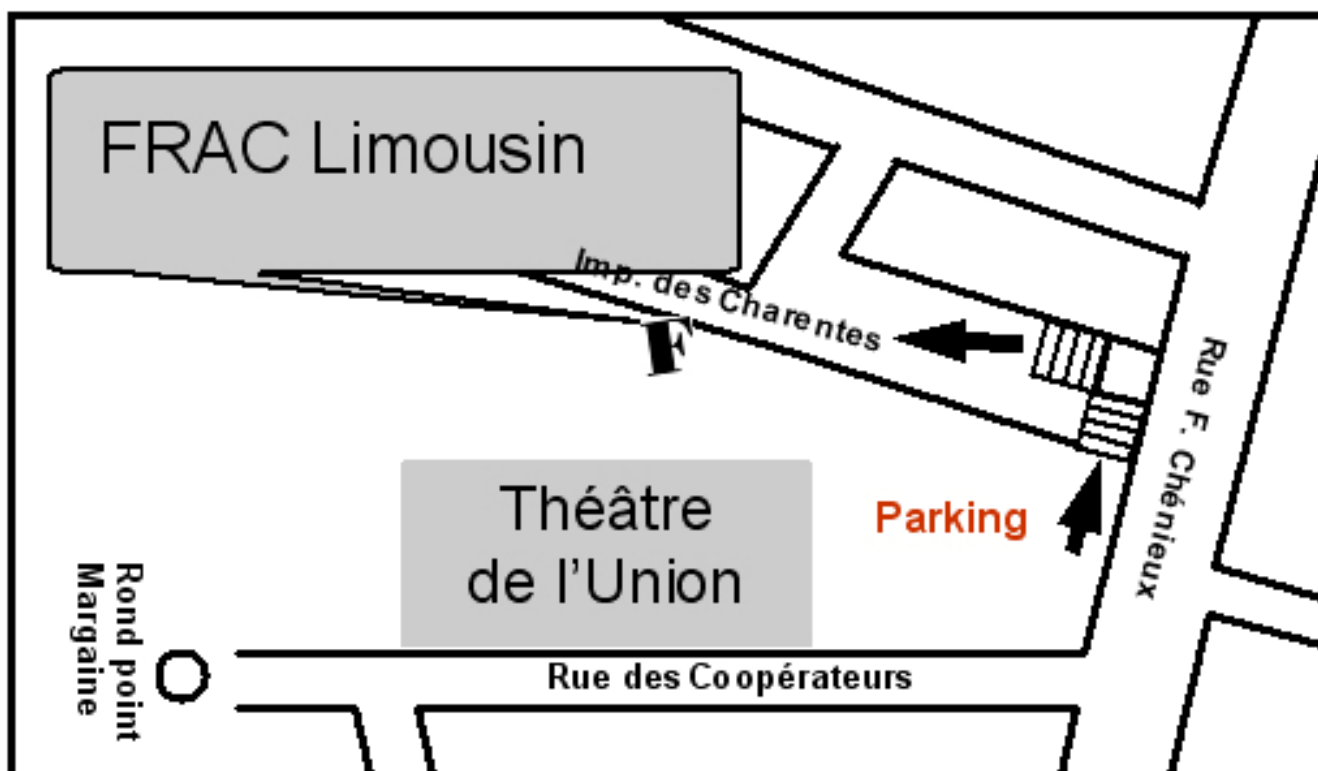 FRAC Limousin
Imp. des Charentes
F
Rue F. Chénieux
Théâtre
de l’Union
Parking
Rond point
Margaine
Rue des Coopérateurs